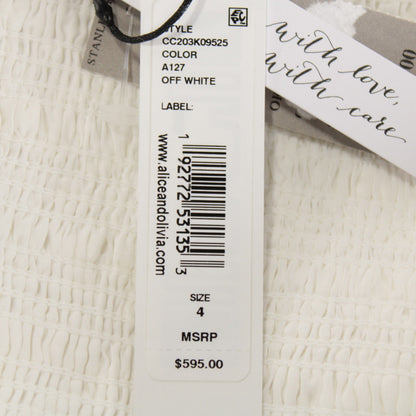 STYLE
CC203K09525
COLOR
A127
OFF WHITE
LABEL:
1 92772 53135 3
www.aliceandolivia.com
SIZE
4
MSRP
$595.00
with love,
with care
STANL